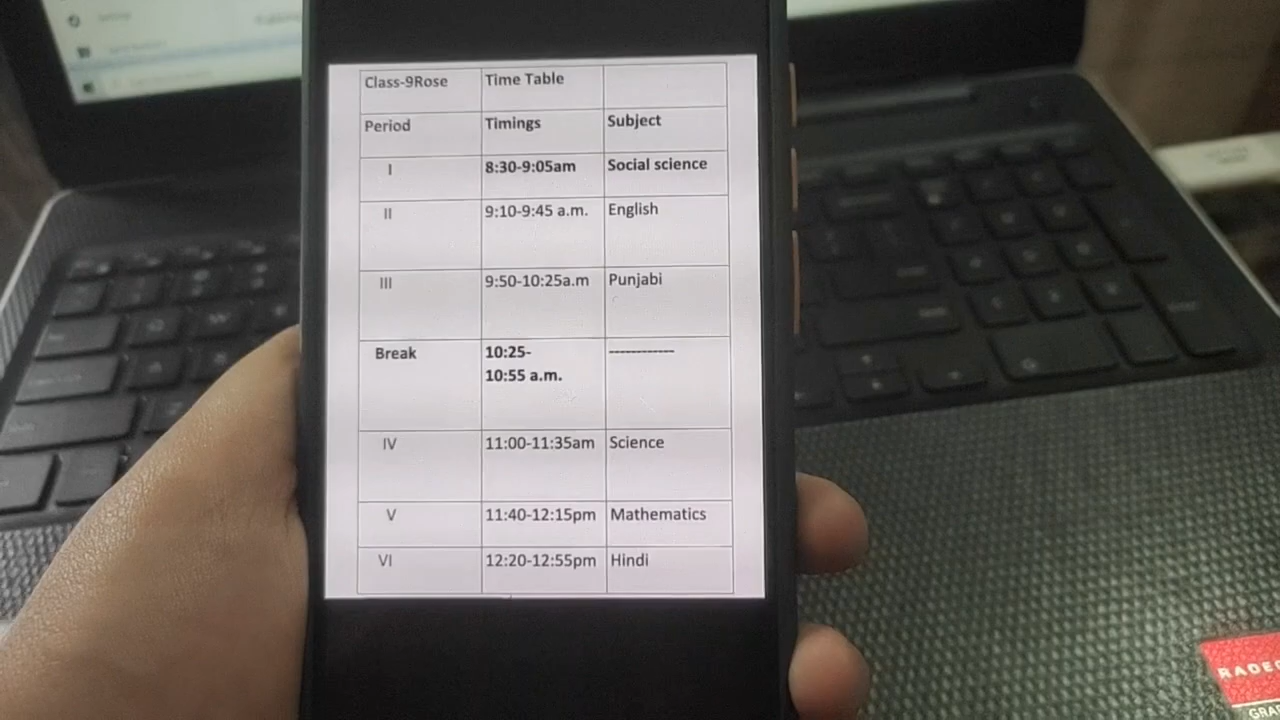 Class-9Rose Time Table
Period Timings Subject
I 8:30-9:05am Social science
II 9:10-9:45 a.m. English
III 9:50-10:25a.m Punjabi
Break 10:25- ------------
10:55 a.m.
IV 11:00-11:35am Science
V 11:40-12:15pm Mathematics
VI 12:20-12:55pm Hindi